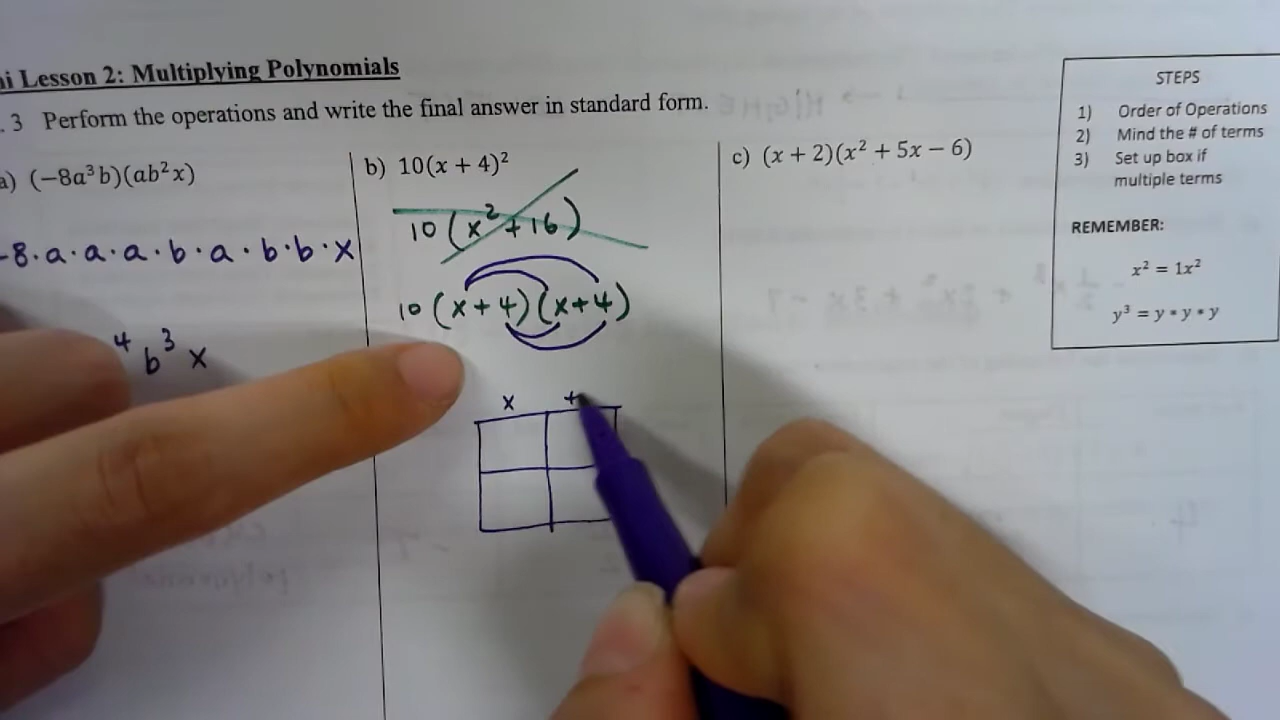 ni Lesson 2: Multiplying Polynomials
. 3 Perform the operations and write the final answer in standard form.
a) (−8a³b)(ab²x)
-8·a·a·a·b·a·b·b·x
⁴b³x
b) 10(x + 4)²
10(x²+16)
10(x+4)(x+4)
x +
c) (x + 2)(x² + 5x − 6)
STEPS
1) Order of Operations
2) Mind the # of terms
3) Set up box if
multiple terms
REMEMBER:
x² = 1x²
y³ = y • y • y